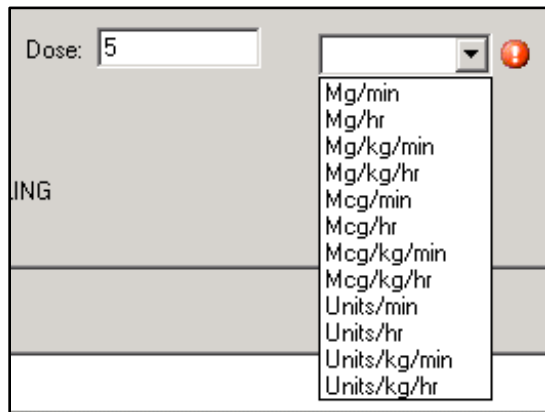 Dose: 5
Mg/min
Mg/hr
Mg/kg/min
Mg/kg/hr
LING
Mcg/min
Mcg/hr
Mcg/kg/min
Mcg/kg/hr
Units/min
Units/hr
Units/kg/min
Units/kg/hr